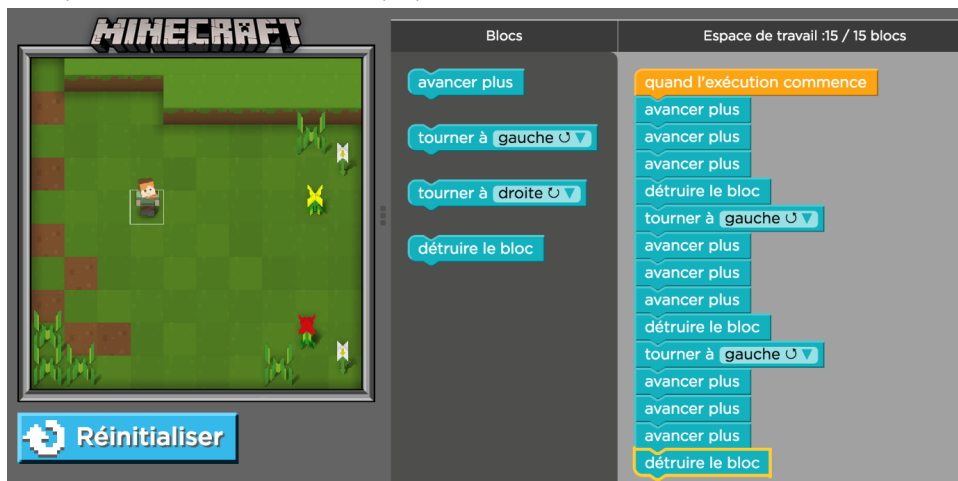 MINECRAFT
Blocs
Espace de travail :15 / 15 blocs
avancer plus
tourner à gauche ↺ ▼
tourner à droite ↻ ▼
détruire le bloc
quand l'exécution commence
avancer plus
avancer plus
avancer plus
détruire le bloc
tourner à gauche ↺ ▼
avancer plus
avancer plus
avancer plus
détruire le bloc
tourner à gauche ↺ ▼
avancer plus
avancer plus
avancer plus
détruire le bloc
Réinitialiser